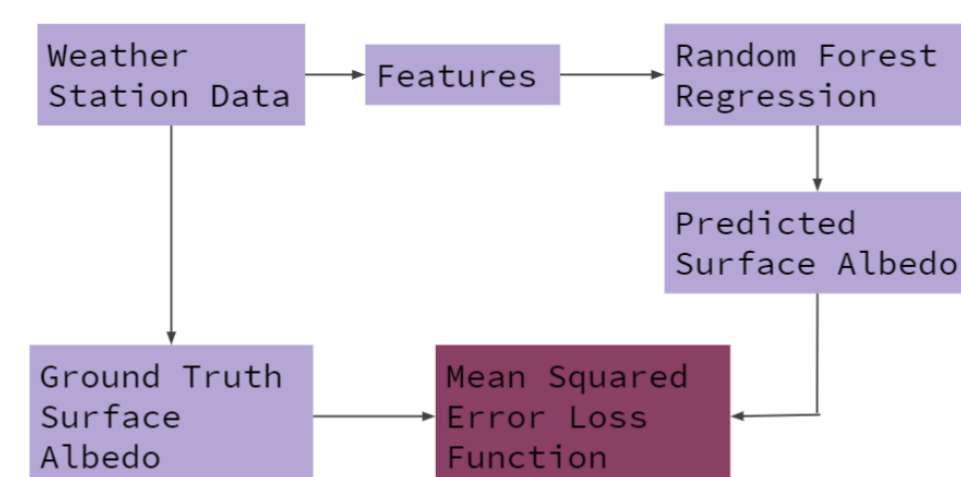 Weather
Station Data
Features
Random Forest
Regression
Predicted
Surface Albedo
Ground Truth
Surface
Albedo
Mean Squared
Error Loss
Function